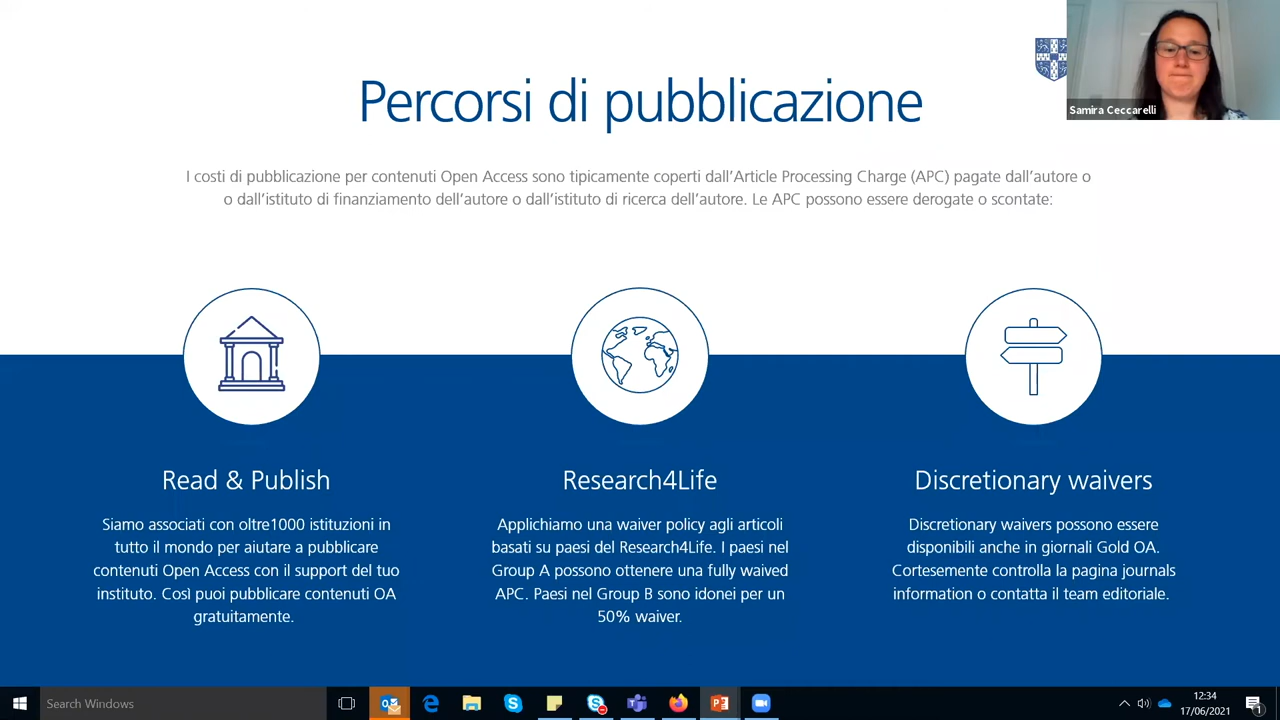 Percorsi di pubblicazione
Samira Ceccarelli
I costi di pubblicazione per contenuti Open Access sono tipicamente coperti dall'Article Processing Charge (APC) pagate dall'autore o
o dall'istituto di finanziamento dell'autore o dall'istituto di ricerca dell'autore. Le APC possono essere derogate o scontate:
Read & Publish
Siamo associati con oltre1000 istituzioni in
tutto il mondo per aiutare a pubblicare
contenuti Open Access con il support del tuo
instituto. Così puoi pubblicare contenuti OA
gratuitamente.
Research4Life
Applichiamo una waiver policy agli articoli
basati su paesi del Research4Life. I paesi nel
Group A possono ottenere una fully waived
APC. Paesi nel Group B sono idonei per un
50% waiver.
Discretionary waivers
Discretionary waivers possono essere
disponibili anche in giornali Gold OA.
Cortesemente controlla la pagina journals
information o contatta il team editoriale.
Search Windows
12:34
17/06/2021